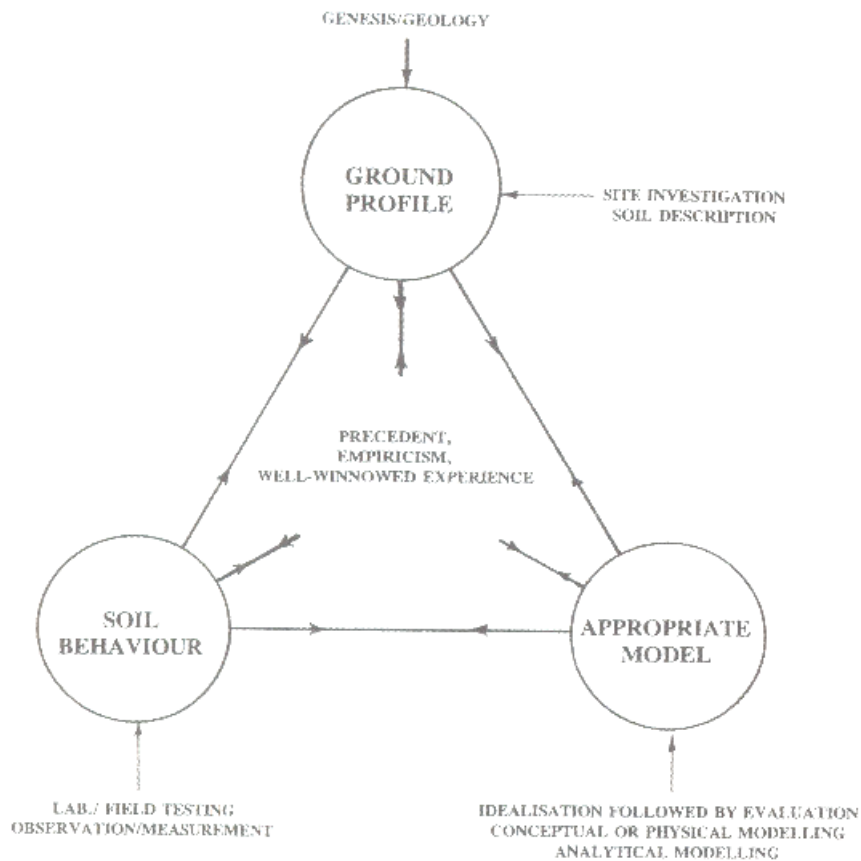 GENESIS/GEOLOGY
GROUND
PROFILE
SITE INVESTIGATION
SOIL DESCRIPTION
PRECEDENT,
EMPIRICISM,
WELL-WINNOWED EXPERIENCE
SOIL
BEHAVIOUR
APPROPRIATE
MODEL
LAB./ FIELD TESTING
OBSERVATION/MEASUREMENT
IDEALISATION FOLLOWED BY EVALUATION
CONCEPTUAL OR PHYSICAL MODELLING
ANALYTICAL MODELLING